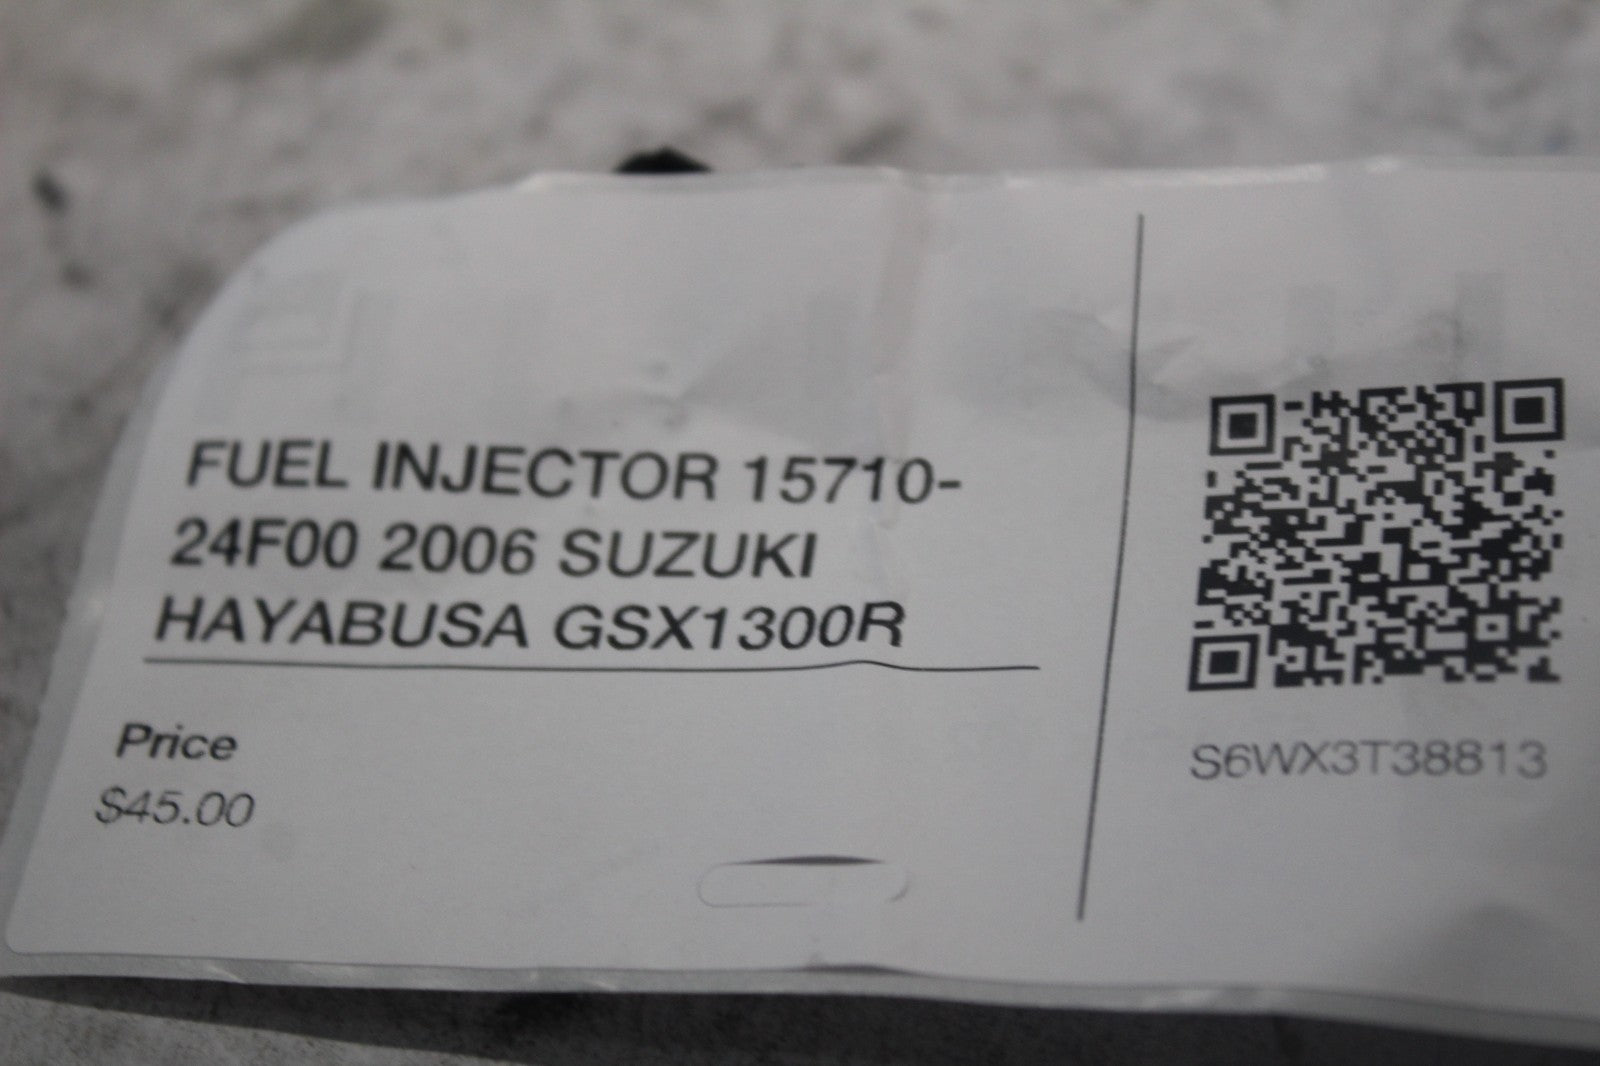 FUEL INJECTOR 15710-
24F00 2006 SUZUKI
HAYABUSA GSX1300R
Price
$45.00
S6WX3T38813